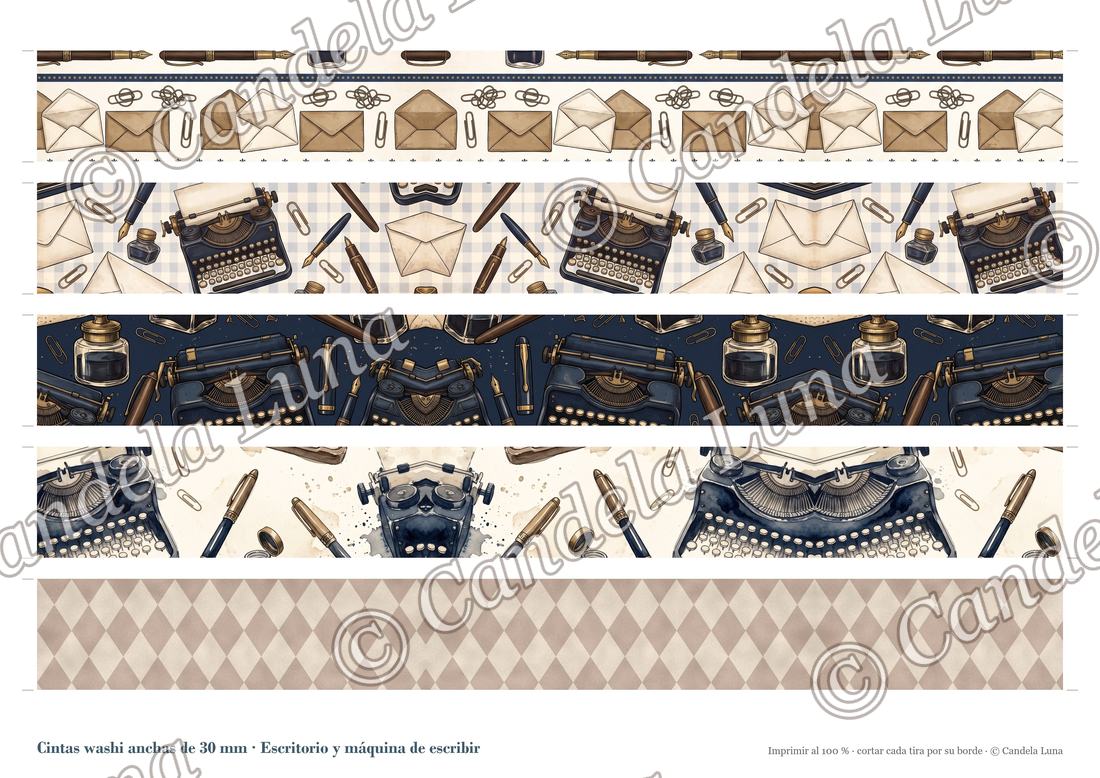 © Candela Luna
© Candela Luna
© Candela Luna
© Candela Luna
© Candela Luna
Cintas washi anchas de 30 mm · Escritorio y máquina de escribir
Imprimir al 100 % · cortar cada tira por su borde · © Candela Luna